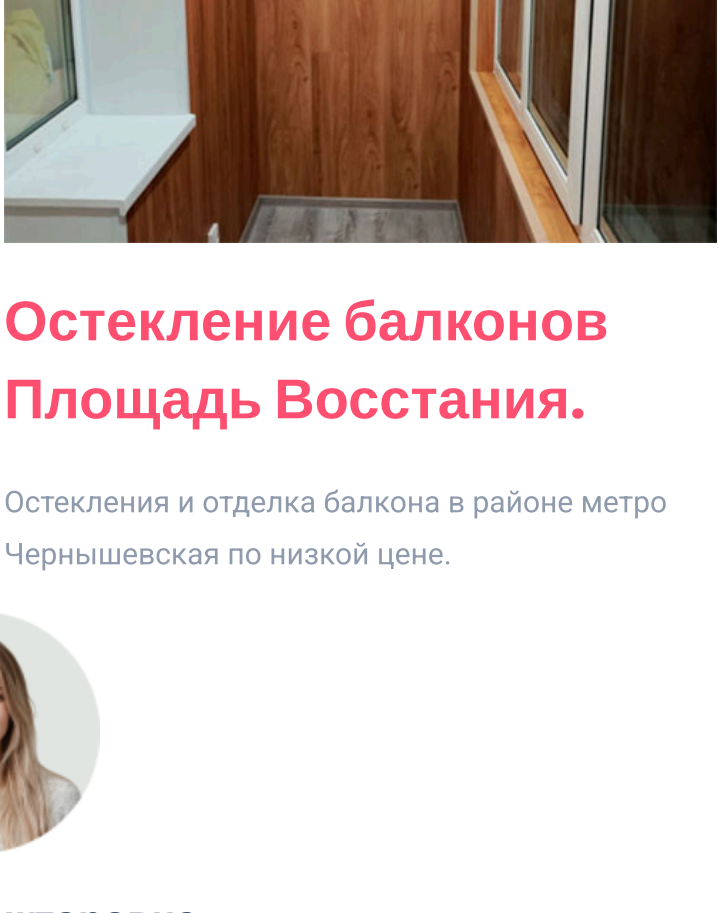 Остекление балконов
Площадь Восстания.
Остекления и отделка балкона в районе метро
Чернышевская по низкой цене.